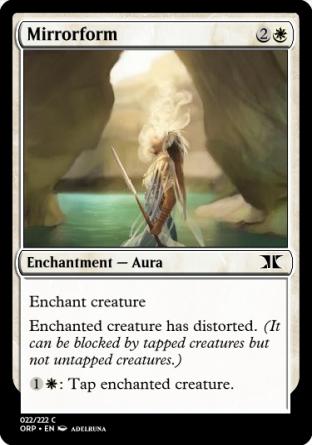 Mirrorform 2
Enchantment — Aura
Enchant creature
Enchanted creature has distorted. (It
can be blocked by tapped creatures but
not untapped creatures.)
1 : Tap enchanted creature.
022/222 C
ORP • EN ADELRUNA